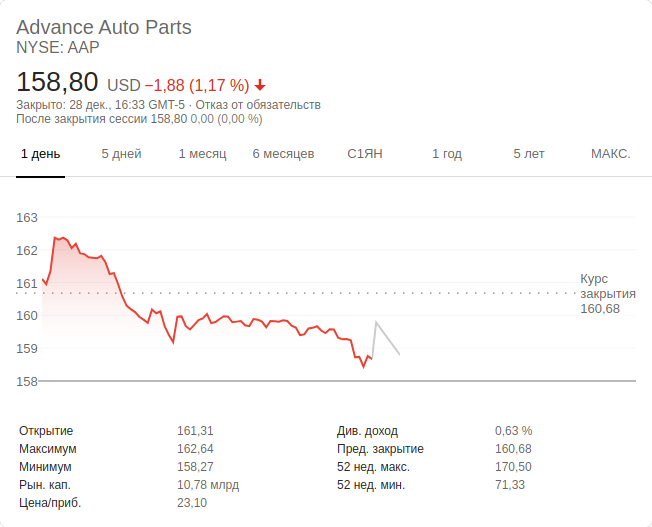 Advance Auto Parts
NYSE: AAP
158,80 USD −1,88 (1,17 %)
Закрыто: 28 дек., 16:33 GMT-5 · Отказ от обязательств
После закрытия сессии 158,80 0,00 (0,00 %)
1 день 5 дней 1 месяц 6 месяцев С1ЯН 1 год 5 лет МАКС.
163
162
161
160
159
158
Курс
закрытия
160,68
Открытие 161,31 Див. доход 0,63 %
Максимум 162,64 Пред. закрытие 160,68
Минимум 158,27 52 нед. макс. 170,50
Рын. кап. 10,78 млрд 52 нед. мин. 71,33
Цена/приб. 23,10